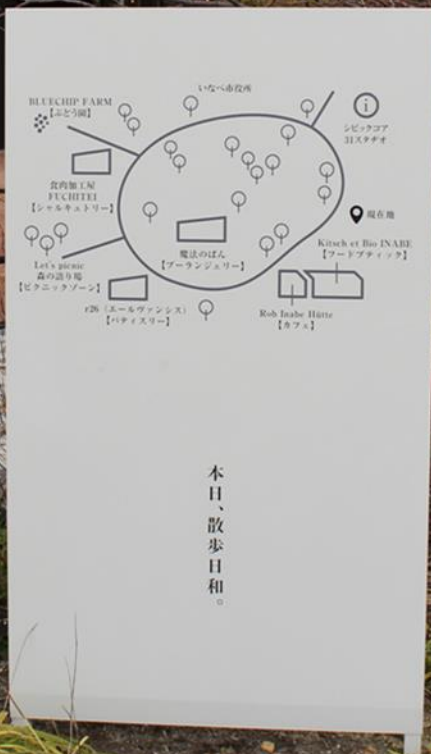 いなべ市役所
BLUECHIP FARM
【ぶどう園】
i
シビックコア
31スタヂオ
食肉加工屋
FUCHITEI
【シャルキュトリー】
現在地
魔法のぱん
【ブーランジェリー】
Kitsch et Bio INABE
【フードブティック】
Let's picnic
森の語り場
【ピクニックゾーン】
r26（エールヴァンシス）
【パティスリー】
Rob Inabe Hütte
【カフェ】
本日、散歩日和。